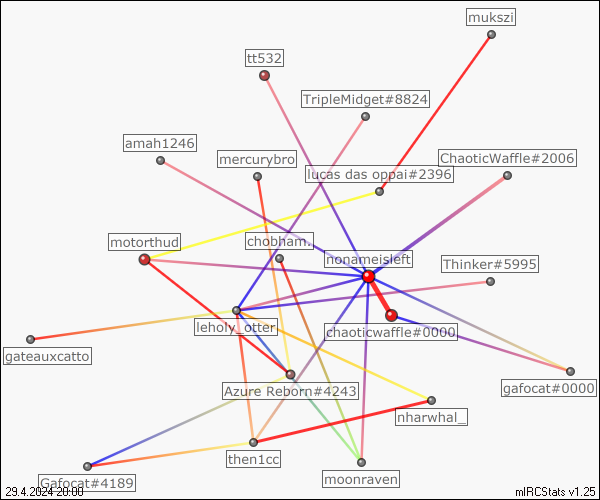 mukszi
tt532
TripleMidget#8824
amah1246
mercurybro
ChaoticWaffle#2006
lucas das oppai#2396
motorthud
chobham.
nonameisleft
Thinker#5995
leholy_otter
chaoticwaffle#0000
gateauxcatto
Azure Reborn#4243
gafocat#0000
nharwhal_
then1cc
moonraven
Gafocat#4189
29.4.2024 20:00
mIRCStats v1.25